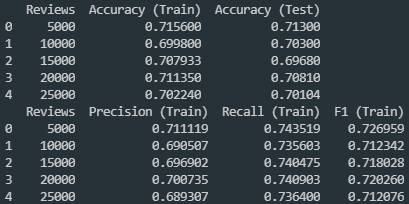 Reviews Accuracy (Train) Accuracy (Test)
0 5000 0.715600 0.71300
1 10000 0.699800 0.70300
2 15000 0.707933 0.69680
3 20000 0.711350 0.70810
4 25000 0.702240 0.70104
Reviews Precision (Train) Recall (Train) F1 (Train)
0 5000 0.711119 0.743519 0.726959
1 10000 0.690507 0.735603 0.712342
2 15000 0.696902 0.740475 0.718028
3 20000 0.700735 0.740903 0.720260
4 25000 0.689307 0.736400 0.712076